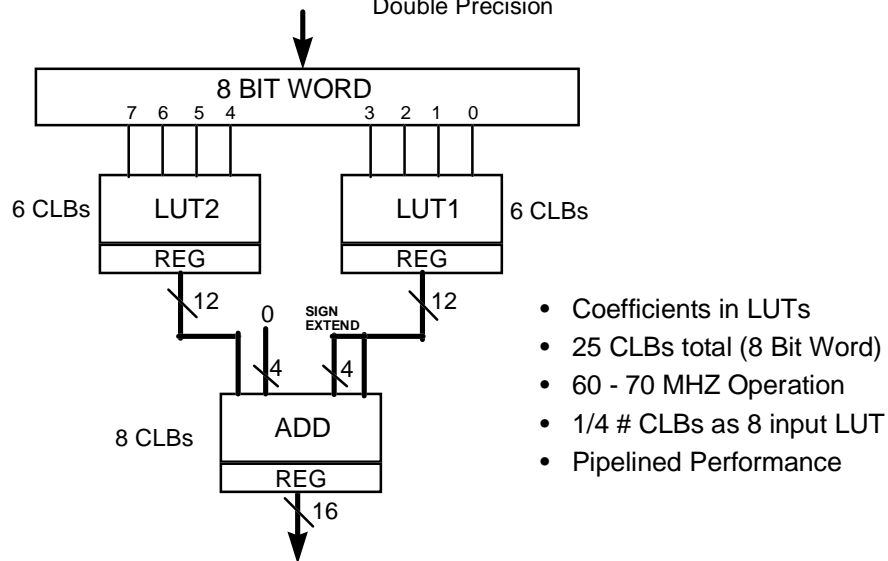 Double Precision
8 BIT WORD
7 6 5 4 3 2 1 0
6 CLBs LUT2 LUT1 6 CLBs
REG REG
12 0 SIGN EXTEND 12
4 4
8 CLBs ADD
REG
16
• Coefficients in LUTs
• 25 CLBs total (8 Bit Word)
• 60 - 70 MHZ Operation
• 1/4 # CLBs as 8 input LUT
• Pipelined Performance